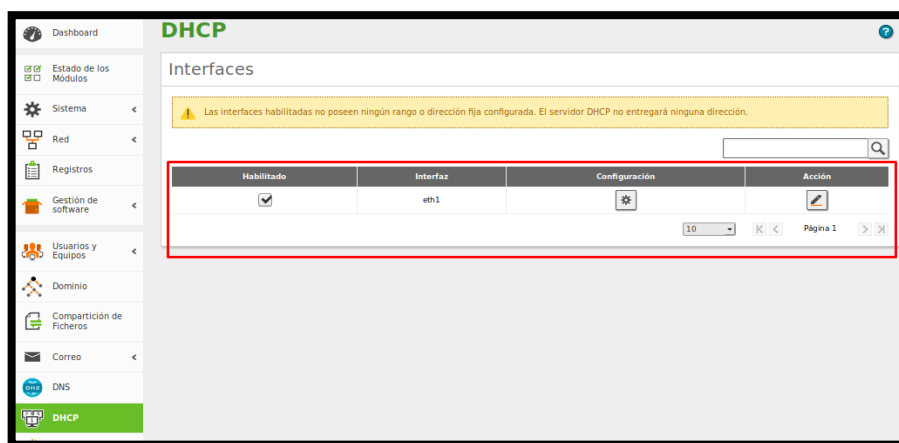 Dashboard
DHCP
Estado de los
Módulos
Interfaces
Sistema
Las interfaces habilitadas no poseen ningún rango o dirección fija configurada. El servidor DHCP no entregará ninguna dirección.
Red
Registros
Habilitado Interfaz Configuración Acción
eth1
Gestión de
software
10 Página 1
Usuarios y
Equipos
Dominio
Compartición de
Ficheros
Correo
DNS
DNS
DHCP